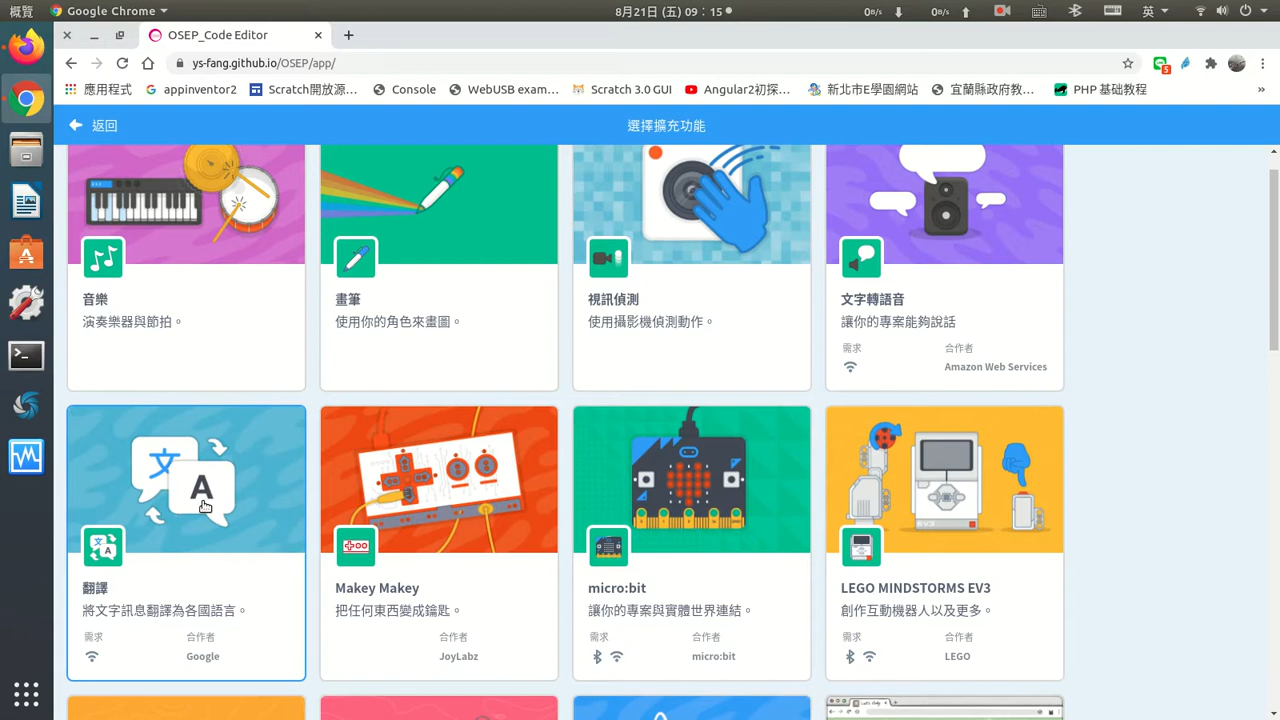 概覽
Google Chrome
8月21日 (五) 09：15
0B/s
0B/s
英
OSEP_Code Editor
ys-fang.github.io/OSEP/app/
5
應用程式
appinventor2
Scratch開放源…
Console
WebUSB exam…
Scratch 3.0 GUI
Angular2初探…
新北市E學園網站
宜蘭縣政府教…
PHP 基础教程
»
返回
選擇擴充功能
音樂
演奏樂器與節拍。
畫筆
使用你的角色來畫圖。
視訊偵測
使用攝影機偵測動作。
文字轉語音
讓你的專案能夠說話
需求
合作者
Amazon Web Services
文
A
翻譯
將文字訊息翻譯為各國語言。
需求
合作者
Google
Makey Makey
把任何東西變成鑰匙。
合作者
JoyLabz
micro:bit
讓你的專案與實體世界連結。
需求
合作者
micro:bit
EV3
LEGO MINDSTORMS EV3
創作互動機器人以及更多。
需求
合作者
LEGO